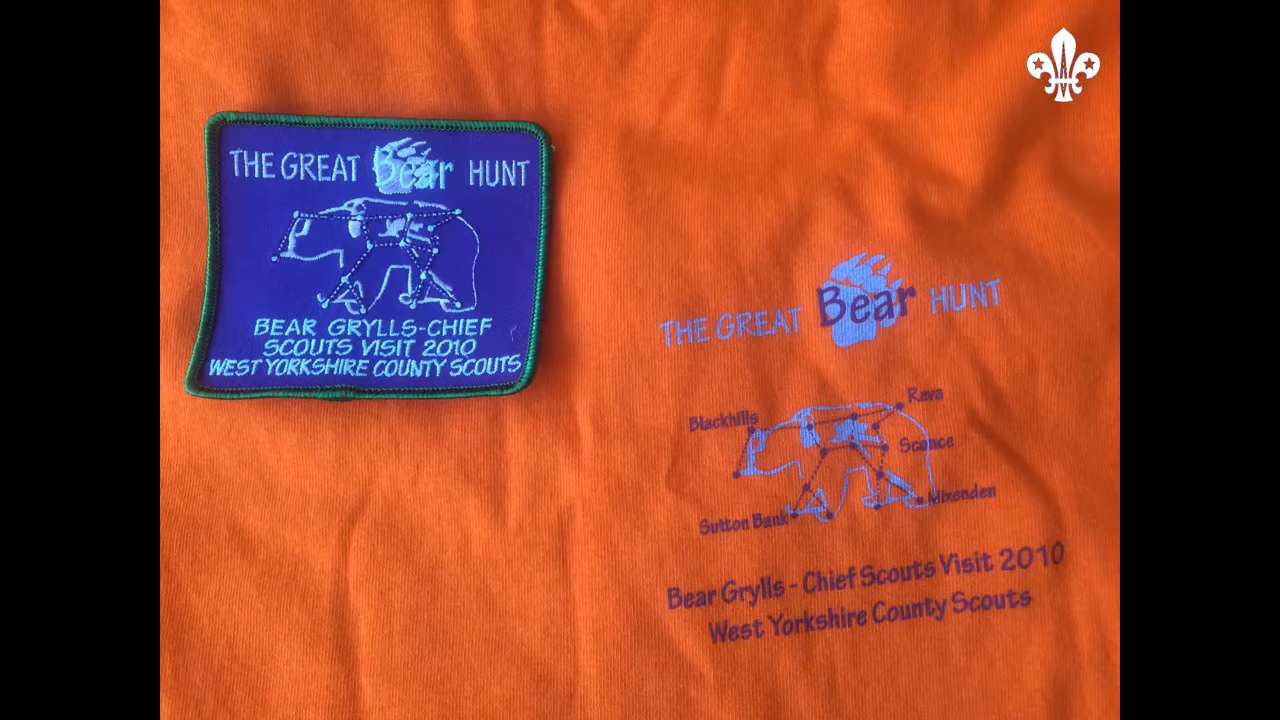 THE GREAT Bear HUNT
BEAR GRYLLS-CHIEF
SCOUTS VISIT 2010
WEST YORKSHIRE COUNTY SCOUTS
THE GREAT Bear HUNT
Reva
Blackhills
Sconce
Mixenden
Sutton Bank
Bear Grylls - Chief Scouts Visit 2010
West Yorkshire County Scouts